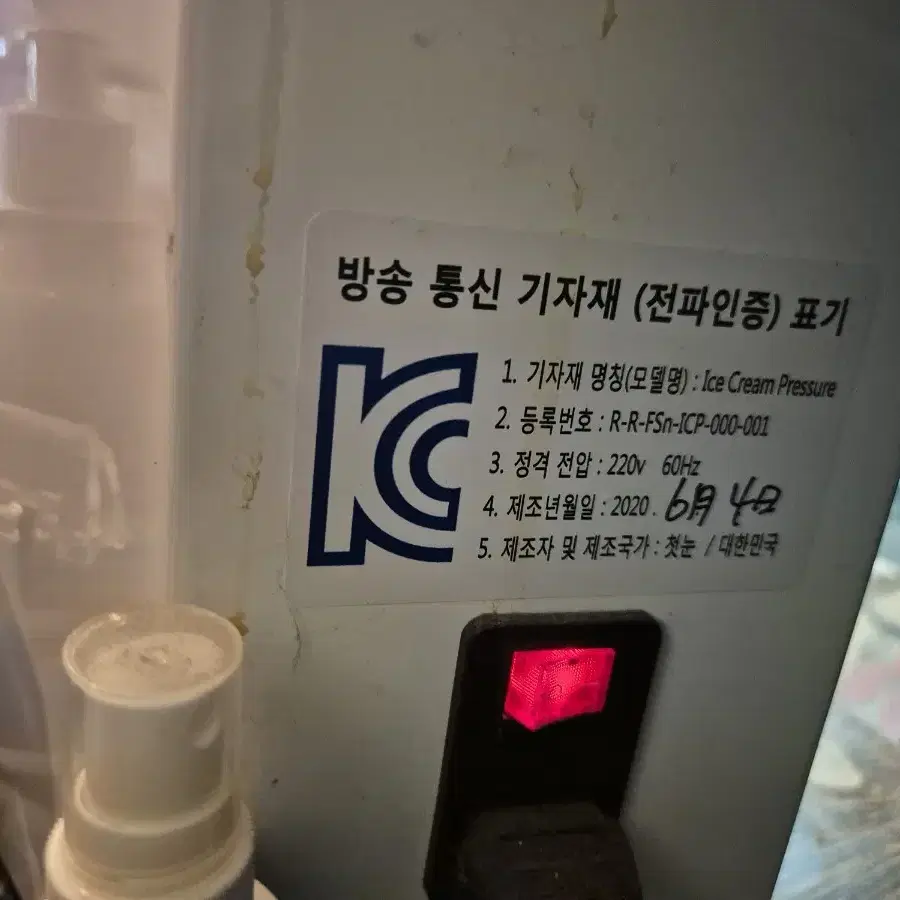 방송 통신 기자재 (전파인증) 표기
KC
1. 기자재 명칭(모델명) : Ice Cream Pressure
2. 등록번호 : R-R-FSn-ICP-000-001
3. 정격 전압 : 220v 60Hz
4. 제조년월일 : 2020. 6月 4日
5. 제조자 및 제조국가 : 첫눈 / 대한민국